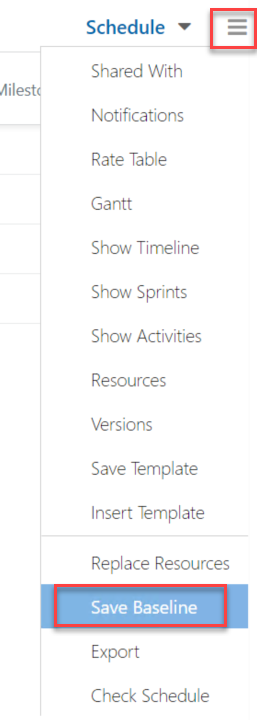 Schedule
Milesto
Shared With
Notifications
Rate Table
Gantt
Show Timeline
Show Sprints
Show Activities
Resources
Versions
Save Template
Insert Template
Replace Resources
Save Baseline
Export
Check Schedule